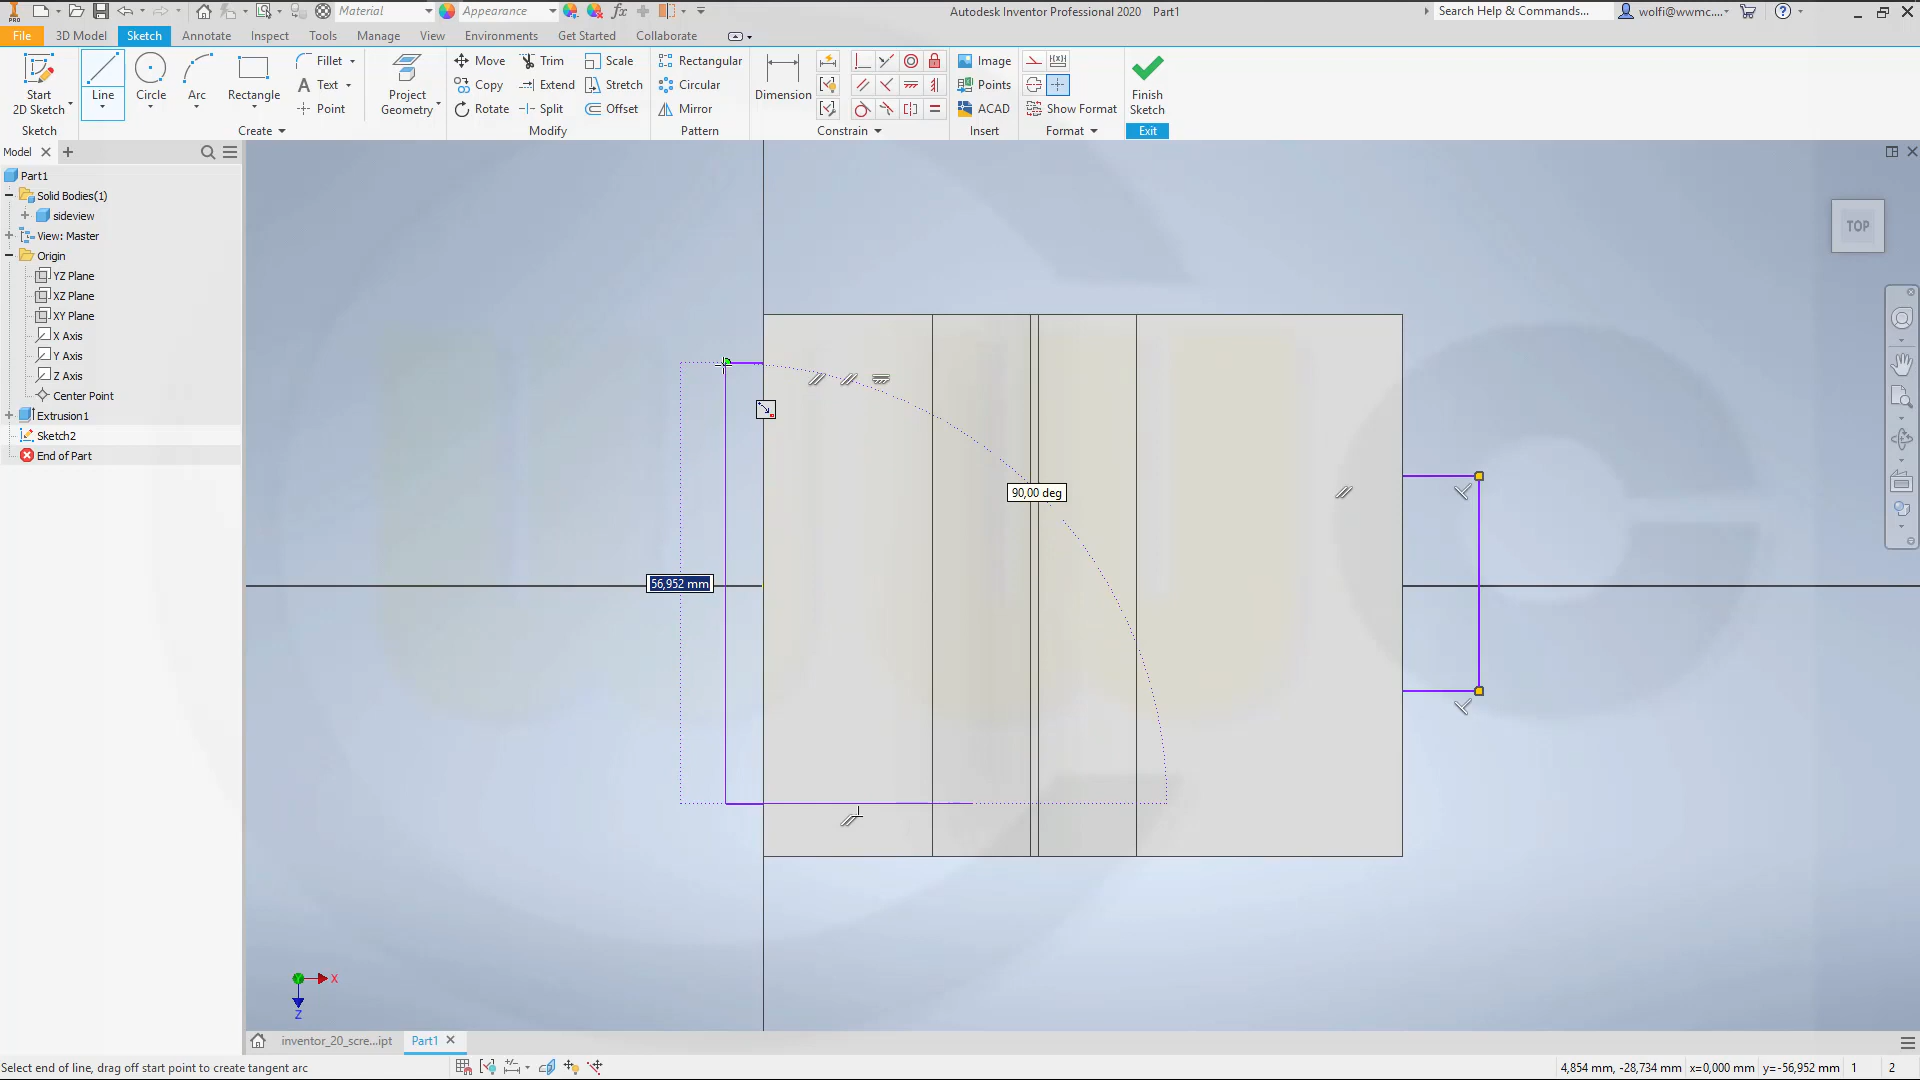 PRO
Material
Appearance
Autodesk Inventor Professional 2020 Part1
Search Help & Commands...
wolfi@wwmc....
File
3D Model
Sketch
Annotate
Inspect
Tools
Manage
View
Environments
Get Started
Collaborate
Start
2D Sketch
Line
Circle
Arc
Rectangle
Fillet
Text
Point
Project
Geometry
Move
Copy
Rotate
Trim
Extend
Split
Scale
Stretch
Offset
Rectangular
Circular
Mirror
Dimension
Image
Points
ACAD
Show Format
Finish
Sketch
Sketch
Create
Modify
Pattern
Constrain
Insert
Format
Exit
Model
Part1
Solid Bodies(1)
sideview
View: Master
Origin
YZ Plane
XZ Plane
XY Plane
X Axis
Y Axis
Z Axis
Center Point
Extrusion1
Sketch2
End of Part
TOP
90,00 deg
56,952 mm
X
Z
inventor_20_scre...ipt
Part1
Select end of line, drag off start point to create tangent arc
4,854 mm, -28,734 mm x=0,000 mm y=-56,952 mm 1 2